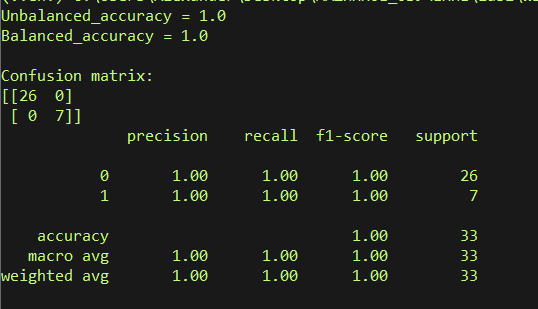 Unbalanced_accuracy = 1.0
Balanced_accuracy = 1.0
Confusion matrix:
[[26  0]
 [ 0  7]]
              precision    recall  f1-score   support
           0       1.00      1.00      1.00        26
           1       1.00      1.00      1.00         7
    accuracy                           1.00        33
   macro avg       1.00      1.00      1.00        33
weighted avg       1.00      1.00      1.00        33